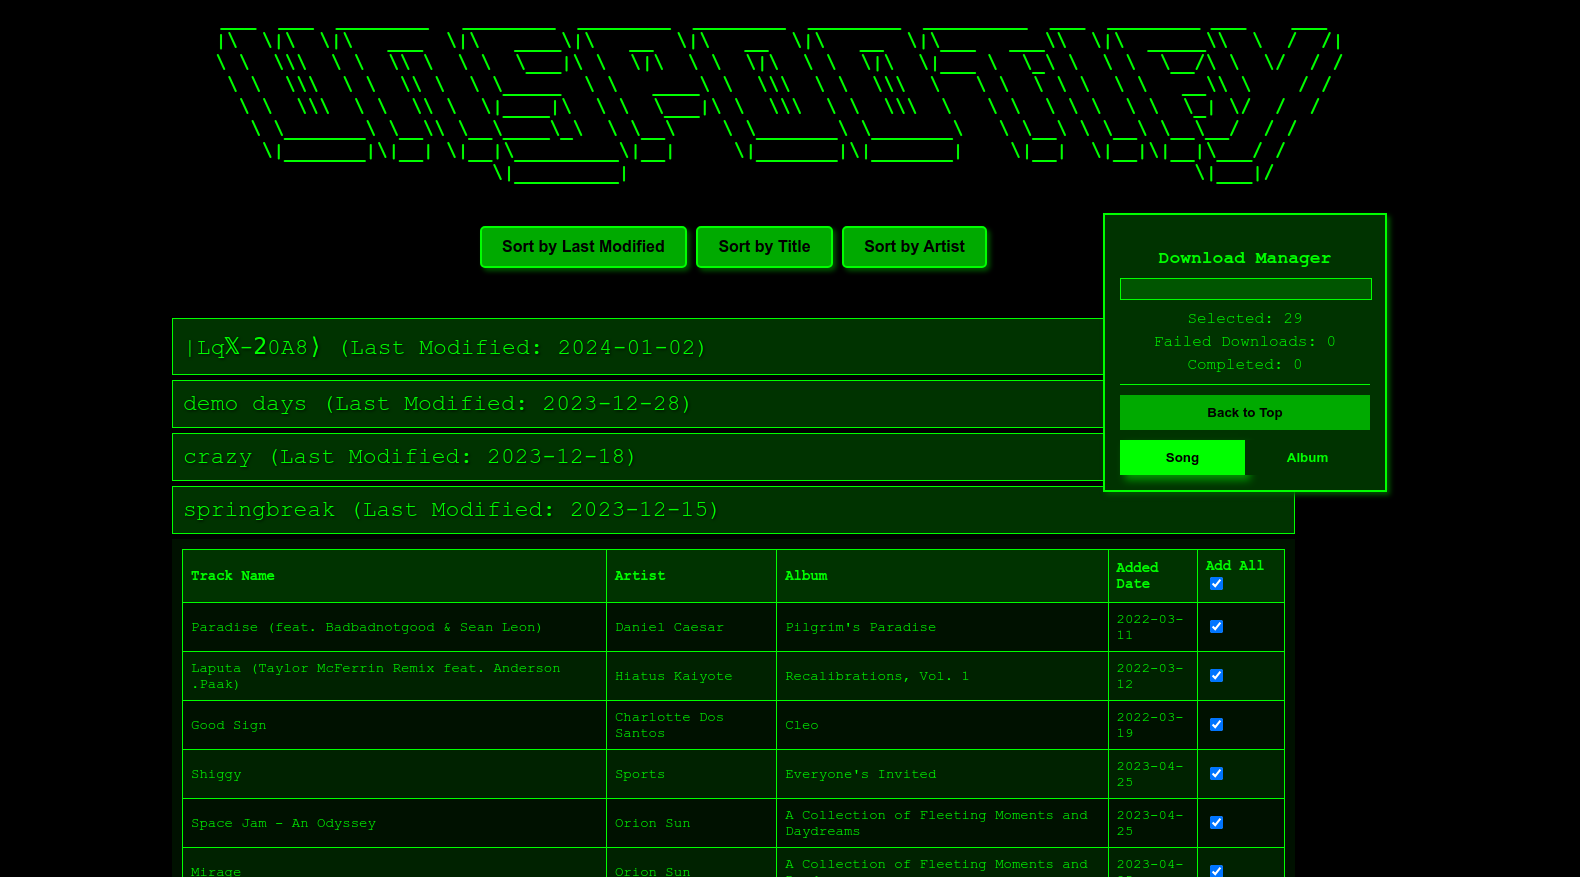 UNSPOOTIFY
Sort by Last Modified
Sort by Title
Sort by Artist
Download Manager
Selected: 29
Failed Downloads: 0
Completed: 0
Back to Top
Song
Album
|Lq𝕏-20A8⟩ (Last Modified: 2024-01-02)
demo days (Last Modified: 2023-12-28)
crazy (Last Modified: 2023-12-18)
springbreak (Last Modified: 2023-12-15)
Track Name
Artist
Album
Added
Date
Add All
Paradise (feat. Badbadnotgood & Sean Leon)
Daniel Caesar
Pilgrim's Paradise
2022-03-
11
Laputa (Taylor McFerrin Remix feat. Anderson
.Paak)
Hiatus Kaiyote
Recalibrations, Vol. 1
2022-03-
12
Good Sign
Charlotte Dos
Santos
Cleo
2022-03-
19
Shiggy
Sports
Everyone's Invited
2023-04-
25
Space Jam - An Odyssey
Orion Sun
A Collection of Fleeting Moments and
Daydreams
2023-04-
25
Mirage
Orion Sun
A Collection of Fleeting Moments and
2023-04-